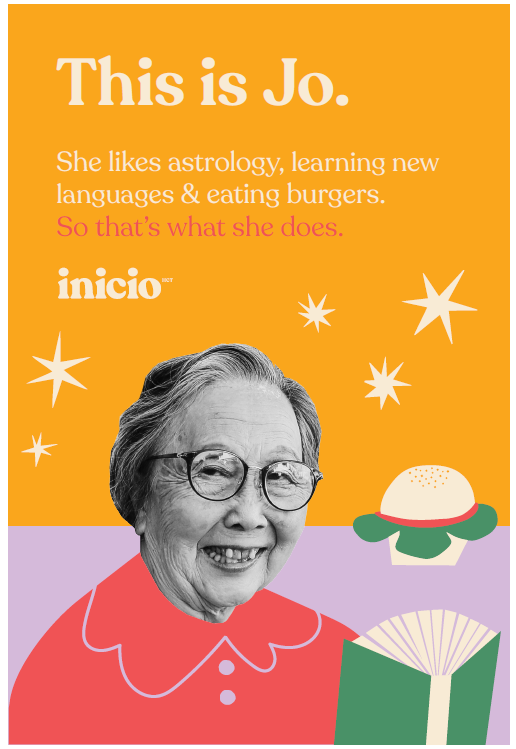 This is Jo.
She likes astrology, learning new
languages & eating burgers.
So that's what she does.
inicio